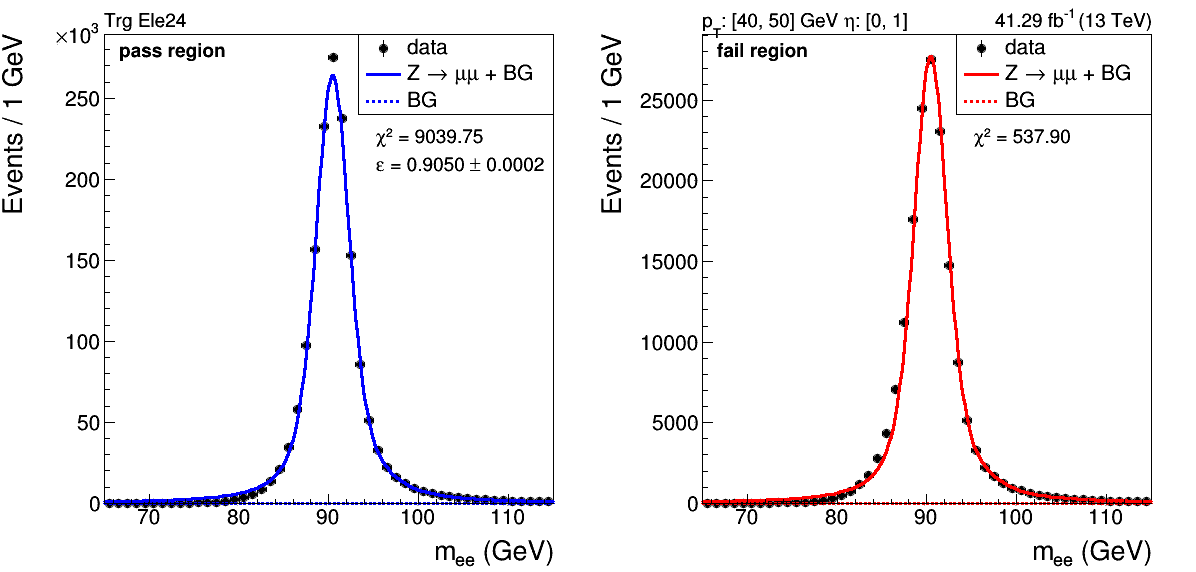 Trg Ele24
×10³
pass region
data
Z → μμ + BG
BG
χ² = 9039.75
ε = 0.9050 ± 0.0002
Events / 1 GeV
250
200
150
100
50
0
70 80 90 100 110
m_ee (GeV)
p_T: [40, 50] GeV η: [0, 1] 41.29 fb⁻¹ (13 TeV)
fail region
data
Z → μμ + BG
BG
χ² = 537.90
Events / 1 GeV
25000
20000
15000
10000
5000
0
70 80 90 100 110
m_ee (GeV)